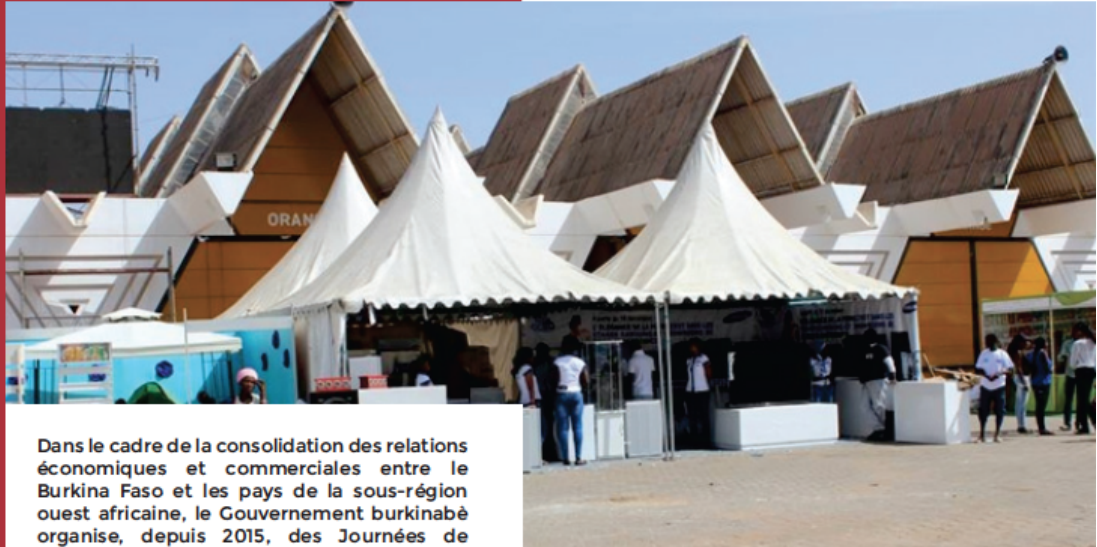 ORAN
Dans le cadre de la consolidation des relations
économiques et commerciales entre le
Burkina Faso et les pays de la sous-région
ouest africaine, le Gouvernement burkinabè
organise, depuis 2015, des Journées de